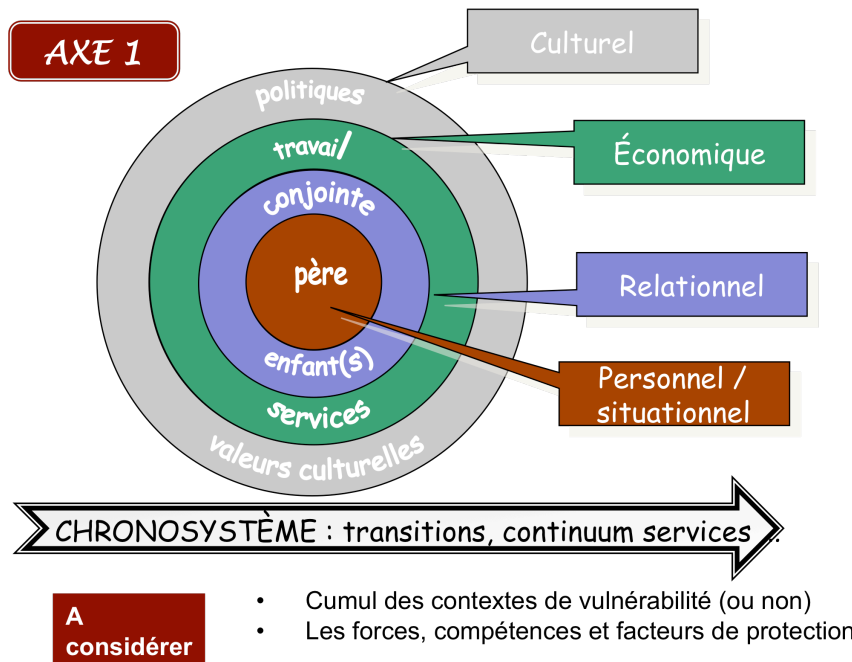 AXE 1
Culturel
politiques
travail
Économique
conjointe
père
Relationnel
enfant(s)
Personnel /
situationnel
services
valeurs culturelles
CHRONOSYSTÈME : transitions, continuum services ...
A
considérer
• Cumul des contextes de vulnérabilité (ou non)
• Les forces, compétences et facteurs de protection